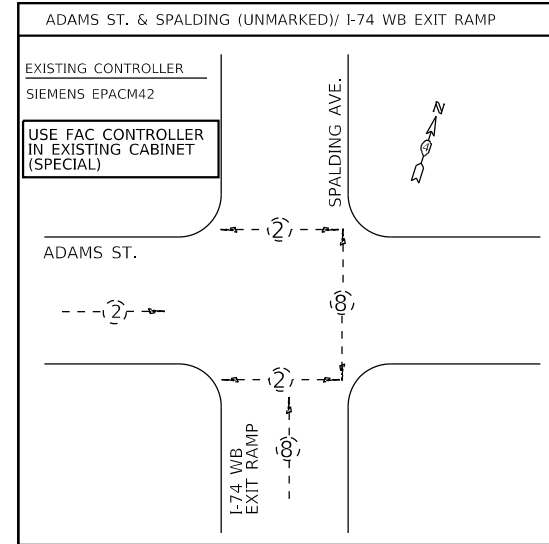 ADAMS ST. & SPALDING (UNMARKED)/ I-74 WB EXIT RAMP
EXISTING CONTROLLER
SIEMENS EPACM42
USE FAC CONTROLLER
IN EXISTING CABINET
(SPECIAL)
SPALDING AVE.
N
4
2
ADAMS ST.
2
8
2
I-74 WB
EXIT RAMP
8